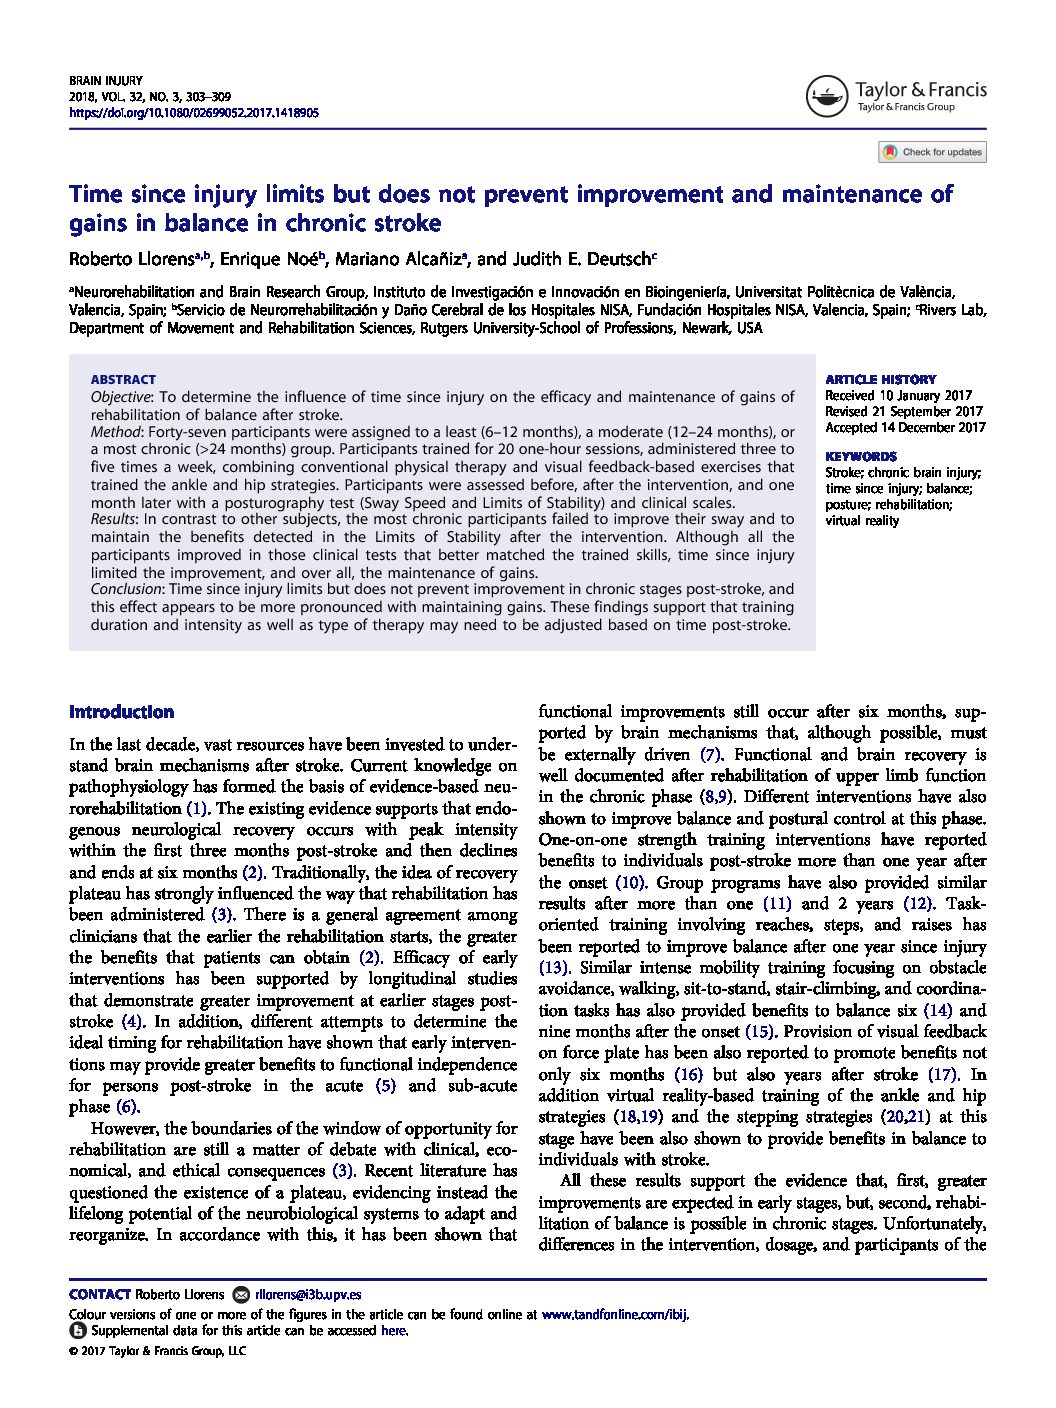 BRAIN INJURY
2018, VOL. 32, NO. 3, 303–309
https://doi.org/10.1080/02699052.2017.1418905
Taylor & Francis
Taylor & Francis Group
Check for updates
Time since injury limits but does not prevent improvement and maintenance of
gains in balance in chronic stroke
Roberto Llorensa,b, Enrique Noéb, Mariano Alcañiza, and Judith E. Deutschc
aNeurorehabilitation and Brain Research Group, Instituto de Investigación e Innovación en Bioingeniería, Universitat Politècnica de València,
Valencia, Spain; bServicio de Neurorrehabilitación y Daño Cerebral de los Hospitales NISA, Fundación Hospitales NISA, Valencia, Spain; cRivers Lab,
Department of Movement and Rehabilitation Sciences, Rutgers University-School of Professions, Newark, USA
ABSTRACT
Objective: To determine the influence of time since injury on the efficacy and maintenance of gains of
rehabilitation of balance after stroke.
Method: Forty-seven participants were assigned to a least (6–12 months), a moderate (12–24 months), or
a most chronic (>24 months) group. Participants trained for 20 one-hour sessions, administered three to
five times a week, combining conventional physical therapy and visual feedback-based exercises that
trained the ankle and hip strategies. Participants were assessed before, after the intervention, and one
month later with a posturography test (Sway Speed and Limits of Stability) and clinical scales.
Results: In contrast to other subjects, the most chronic participants failed to improve their sway and to
maintain the benefits detected in the Limits of Stability after the intervention. Although all the
participants improved in those clinical tests that better matched the trained skills, time since injury
limited the improvement, and over all, the maintenance of gains.
Conclusion: Time since injury limits but does not prevent improvement in chronic stages post-stroke, and
this effect appears to be more pronounced with maintaining gains. These findings support that training
duration and intensity as well as type of therapy may need to be adjusted based on time post-stroke.
ARTICLE HISTORY
Received 10 January 2017
Revised 21 September 2017
Accepted 14 December 2017
KEYWORDS
Stroke; chronic brain injury;
time since injury; balance;
posture; rehabilitation;
virtual reality
Introduction
In the last decade, vast resources have been invested to under-
stand brain mechanisms after stroke. Current knowledge on
pathophysiology has formed the basis of evidence-based neu-
rorehabilitation (1). The existing evidence supports that endo-
genous neurological recovery occurs with peak intensity
within the first three months post-stroke and then declines
and ends at six months (2). Traditionally, the idea of recovery
plateau has strongly influenced the way that rehabilitation has
been administered (3). There is a general agreement among
clinicians that the earlier the rehabilitation starts, the greater
the benefits that patients can obtain (2). Efficacy of early
interventions has been supported by longitudinal studies
that demonstrate greater improvement at earlier stages post-
stroke (4). In addition, different attempts to determine the
ideal timing for rehabilitation have shown that early interven-
tions may provide greater benefits to functional independence
for persons post-stroke in the acute (5) and sub-acute
phase (6).
However, the boundaries of the window of opportunity for
rehabilitation are still a matter of debate with clinical, eco-
nomical, and ethical consequences (3). Recent literature has
questioned the existence of a plateau, evidencing instead the
lifelong potential of the neurobiological systems to adapt and
reorganize. In accordance with this, it has been shown that
functional improvements still occur after six months, sup-
ported by brain mechanisms that, although possible, must
be externally driven (7). Functional and brain recovery is
well documented after rehabilitation of upper limb function
in the chronic phase (8,9). Different interventions have also
shown to improve balance and postural control at this phase.
One-on-one strength training interventions have reported
benefits to individuals post-stroke more than one year after
the onset (10). Group programs have also provided similar
results after more than one (11) and 2 years (12). Task-
oriented training involving reaches, steps, and raises has
been reported to improve balance after one year since injury
(13). Similar intense mobility training focusing on obstacle
avoidance, walking, sit-to-stand, stair-climbing, and coordina-
tion tasks has also provided benefits to balance six (14) and
nine months after the onset (15). Provision of visual feedback
on force plate has been also reported to promote benefits not
only six months (16) but also years after stroke (17). In
addition virtual reality-based training of the ankle and hip
strategies (18,19) and the stepping strategies (20,21) at this
stage have been also shown to provide benefits in balance to
individuals with stroke.
All these results support the evidence that, first, greater
improvements are expected in early stages, but, second, rehabi-
litation of balance is possible in chronic stages. Unfortunately,
differences in the intervention, dosage, and participants of the
CONTACT Roberto Llorens rllorens@i3b.upv.es
Colour versions of one or more of the figures in the article can be found online at www.tandfonline.com/ibij.
Supplemental data for this article can be accessed here.
© 2017 Taylor & Francis Group, LLC